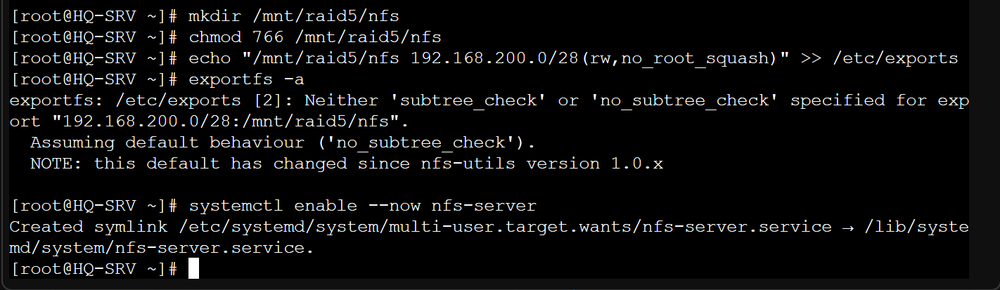 [root@HQ-SRV ~]# mkdir /mnt/raid5/nfs
[root@HQ-SRV ~]# chmod 766 /mnt/raid5/nfs
[root@HQ-SRV ~]# echo "/mnt/raid5/nfs 192.168.200.0/28(rw,no_root_squash)" >> /etc/exports
[root@HQ-SRV ~]# exportfs -a
exportfs: /etc/exports [2]: Neither 'subtree_check' or 'no_subtree_check' specified for exp
ort "192.168.200.0/28:/mnt/raid5/nfs".
  Assuming default behaviour ('no_subtree_check').
  NOTE: this default has changed since nfs-utils version 1.0.x

[root@HQ-SRV ~]# systemctl enable --now nfs-server
Created symlink /etc/systemd/system/multi-user.target.wants/nfs-server.service → /lib/syste
md/system/nfs-server.service.
[root@HQ-SRV ~]#